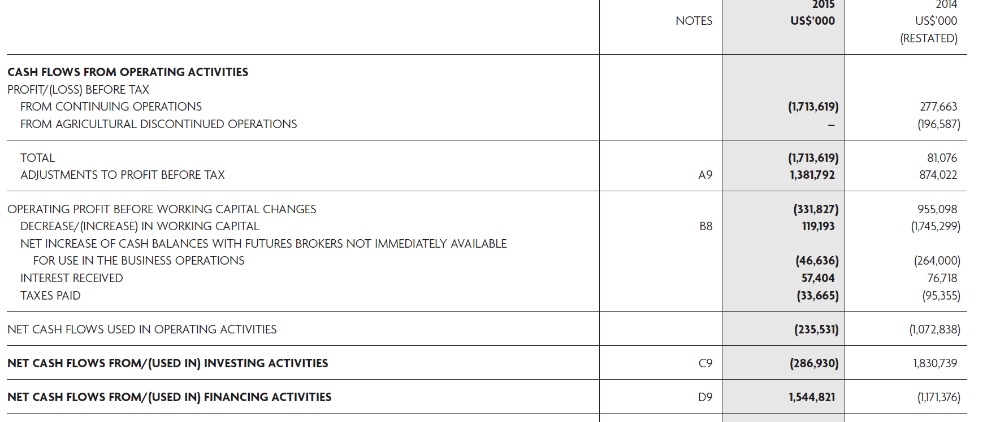 2015 2014
NOTES US$'000 US$'000
(RESTATED)
CASH FLOWS FROM OPERATING ACTIVITIES
PROFIT/(LOSS) BEFORE TAX
FROM CONTINUING OPERATIONS (1,713,619) 277,663
FROM AGRICULTURAL DISCONTINUED OPERATIONS – (196,587)
TOTAL (1,713,619) 81,076
ADJUSTMENTS TO PROFIT BEFORE TAX A9 1,381,792 874,022
OPERATING PROFIT BEFORE WORKING CAPITAL CHANGES (331,827) 955,098
DECREASE/(INCREASE) IN WORKING CAPITAL B8 119,193 (1,745,299)
NET INCREASE OF CASH BALANCES WITH FUTURES BROKERS NOT IMMEDIATELY AVAILABLE
FOR USE IN THE BUSINESS OPERATIONS (46,636) (264,000)
INTEREST RECEIVED 57,404 76,718
TAXES PAID (33,665) (95,355)
NET CASH FLOWS USED IN OPERATING ACTIVITIES (235,531) (1,072,838)
NET CASH FLOWS FROM/(USED IN) INVESTING ACTIVITIES C9 (286,930) 1,830,739
NET CASH FLOWS FROM/(USED IN) FINANCING ACTIVITIES D9 1,544,821 (1,171,376)